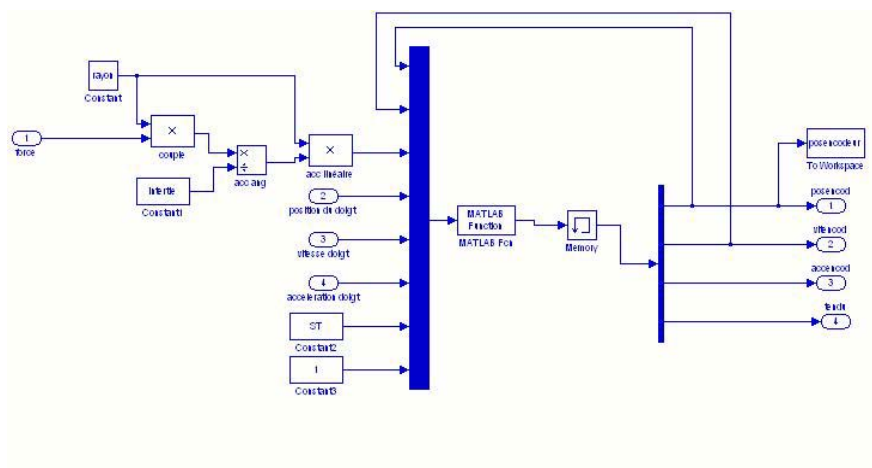 rayon
Constant
1
force
×
couple
×
÷
acc ang
×
acc linéaire
Inertie
Constant1
2
position du doigt
3
vitesse doigt
4
acceleration doigt
ST
Constant2
1
Constant3
MATLAB
Function
MATLAB Fcn
Memory
posencodeur
To Workspace
posencod
1
vitencod
2
accencod
3
tendu
4